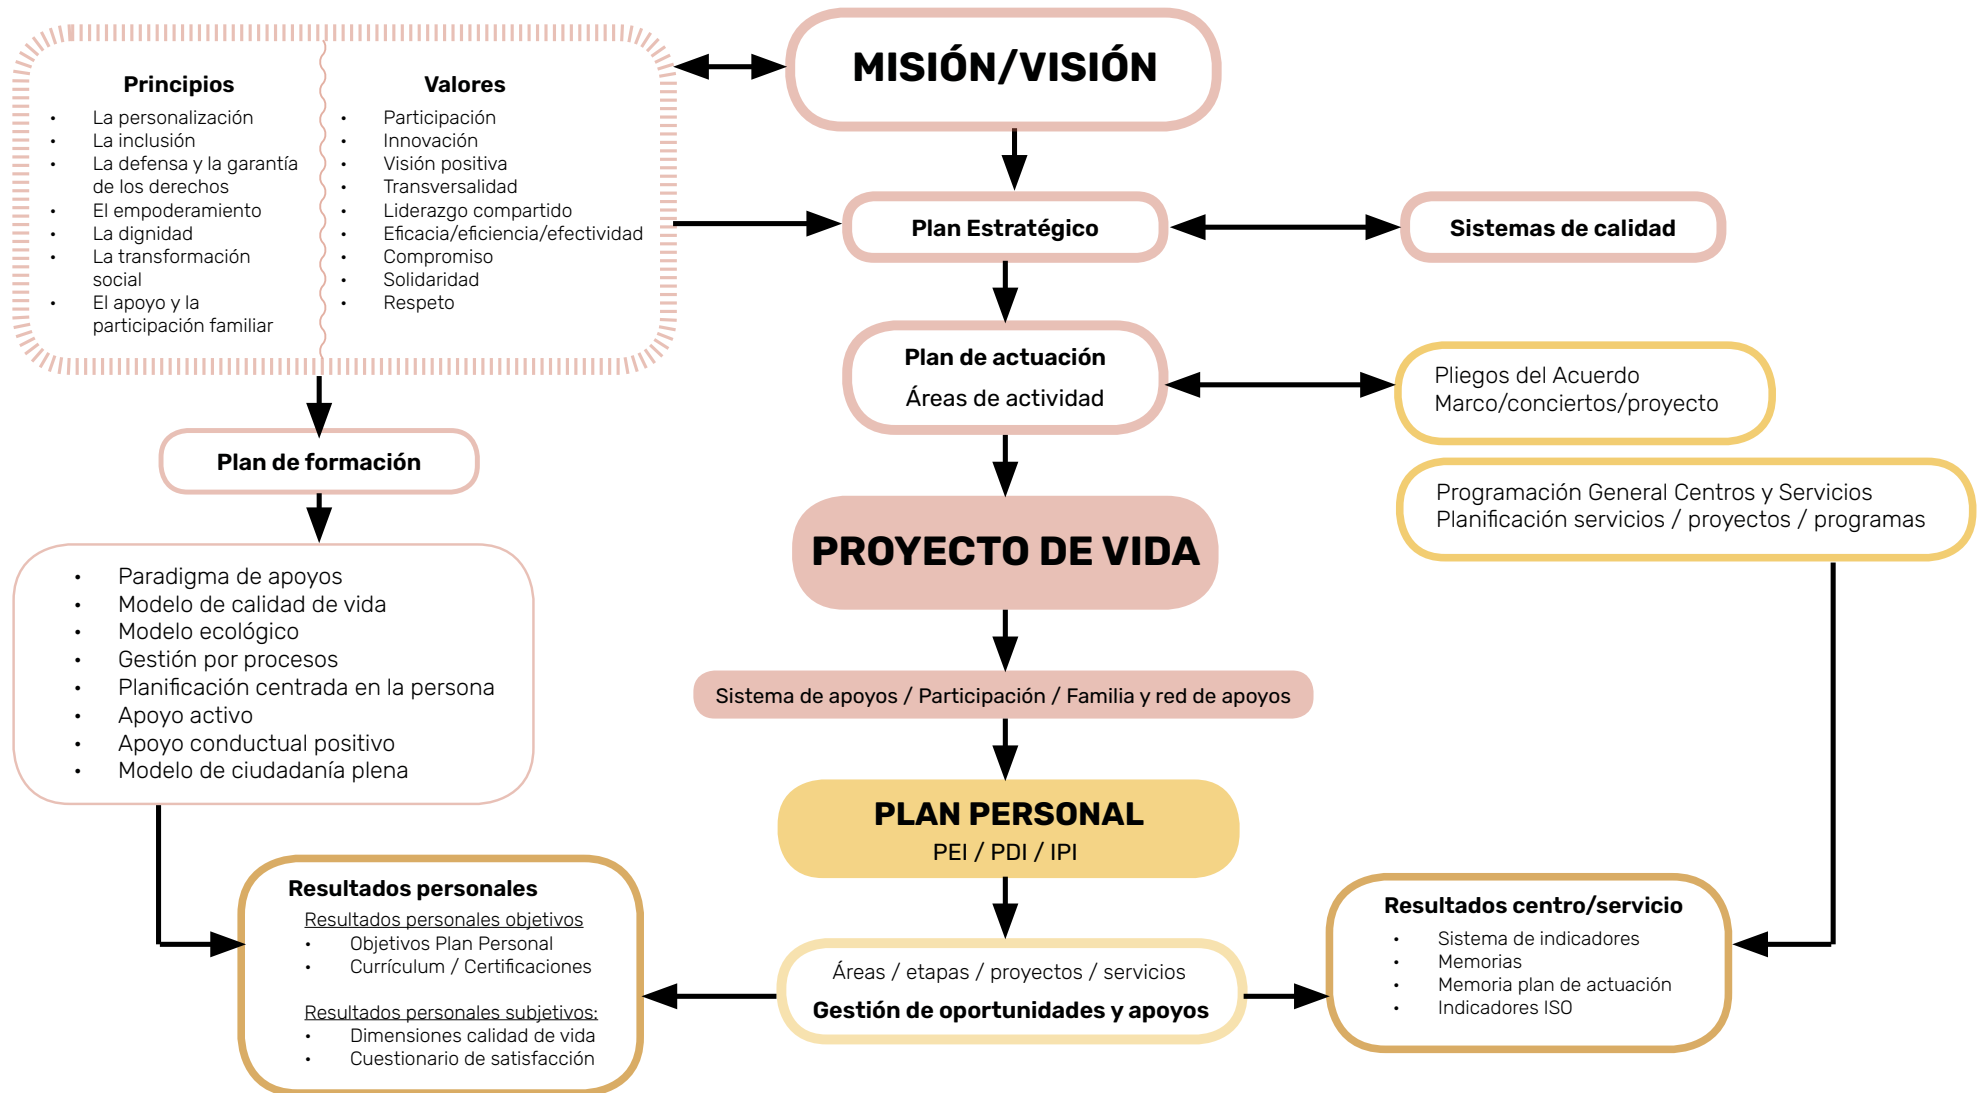 MISIÓN/VISIÓN
Principios
• La personalización
• La inclusión
• La defensa y la garantía
de los derechos
• El empoderamiento
• La dignidad
• La transformación
social
• El apoyo y la
participación familiar
Valores
• Participación
• Innovación
• Visión positiva
• Transversalidad
• Liderazgo compartido
• Eficacia/eficiencia/efectividad
• Compromiso
• Solidaridad
• Respeto
Plan Estratégico
Sistemas de calidad
Plan de actuación
Áreas de actividad
Pliegos del Acuerdo
Marco/conciertos/proyecto
Plan de formación
Programación General Centros y Servicios
Planificación servicios / proyectos / programas
PROYECTO DE VIDA
• Paradigma de apoyos
• Modelo de calidad de vida
• Modelo ecológico
• Gestión por procesos
• Planificación centrada en la persona
• Apoyo activo
• Apoyo conductual positivo
• Modelo de ciudadanía plena
Sistema de apoyos / Participación / Familia y red de apoyos
PLAN PERSONAL
PEI / PDI / IPI
Resultados personales
Resultados personales objetivos
• Objetivos Plan Personal
• Currículum / Certificaciones
Resultados personales subjetivos:
• Dimensiones calidad de vida
• Cuestionario de satisfacción
Áreas / etapas / proyectos / servicios
Gestión de oportunidades y apoyos
Resultados centro/servicio
• Sistema de indicadores
• Memorias
• Memoria plan de actuación
• Indicadores ISO